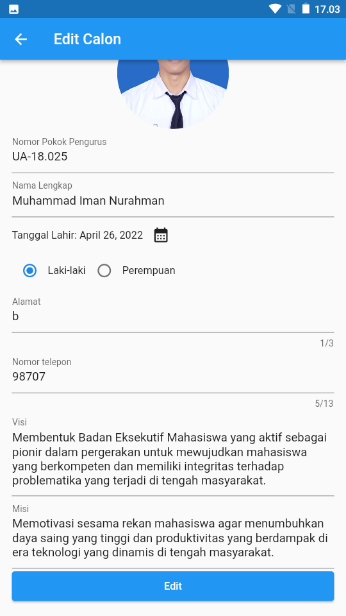 17.03
Edit Calon
Nomor Pokok Pengurus
UA-18.025
Nama Lengkap
Muhammad Iman Nurahman
Tanggal Lahir: April 26, 2022
Laki-laki Perempuan
Alamat
b
1/3
Nomor telepon
98707
5/13
Visi
Membentuk Badan Eksekutif Mahasiswa yang aktif sebagai
pionir dalam pergerakan untuk mewujudkan mahasiswa
yang berkompeten dan memiliki integritas terhadap
problematika yang terjadi di tengah masyarakat.
Misi
Memotivasi sesama rekan mahasiswa agar menumbuhkan
daya saing yang tinggi dan produktivitas yang berdampak di
era teknologi yang dinamis di tengah masyarakat.
Edit